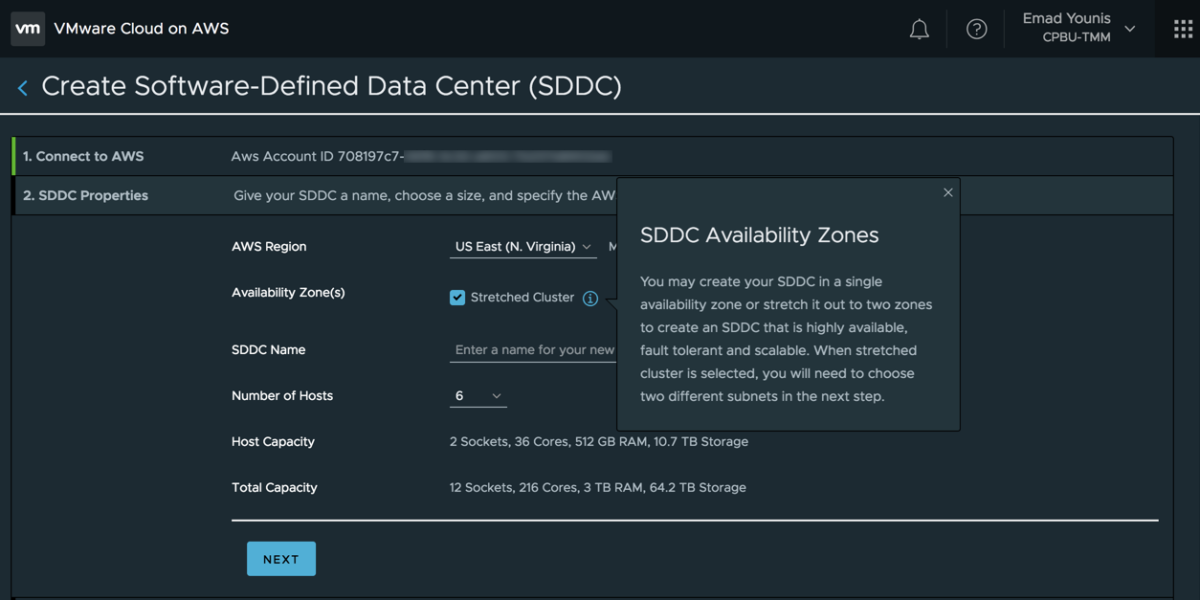 vm VMware Cloud on AWS
Emad Younis
CPBU-TMM
Create Software-Defined Data Center (SDDC)
1. Connect to AWS Aws Account ID 708197c7-
2. SDDC Properties Give your SDDC a name, choose a size, and specify the AW
SDDC Availability Zones
You may create your SDDC in a single
availability zone or stretch it out to two zones
to create an SDDC that is highly available,
fault tolerant and scalable. When stretched
cluster is selected, you will need to choose
two different subnets in the next step.
AWS Region US East (N. Virginia) M
Availability Zone(s) Stretched Cluster
SDDC Name Enter a name for your new
Number of Hosts 6
Host Capacity 2 Sockets, 36 Cores, 512 GB RAM, 10.7 TB Storage
Total Capacity 12 Sockets, 216 Cores, 3 TB RAM, 64.2 TB Storage
NEXT